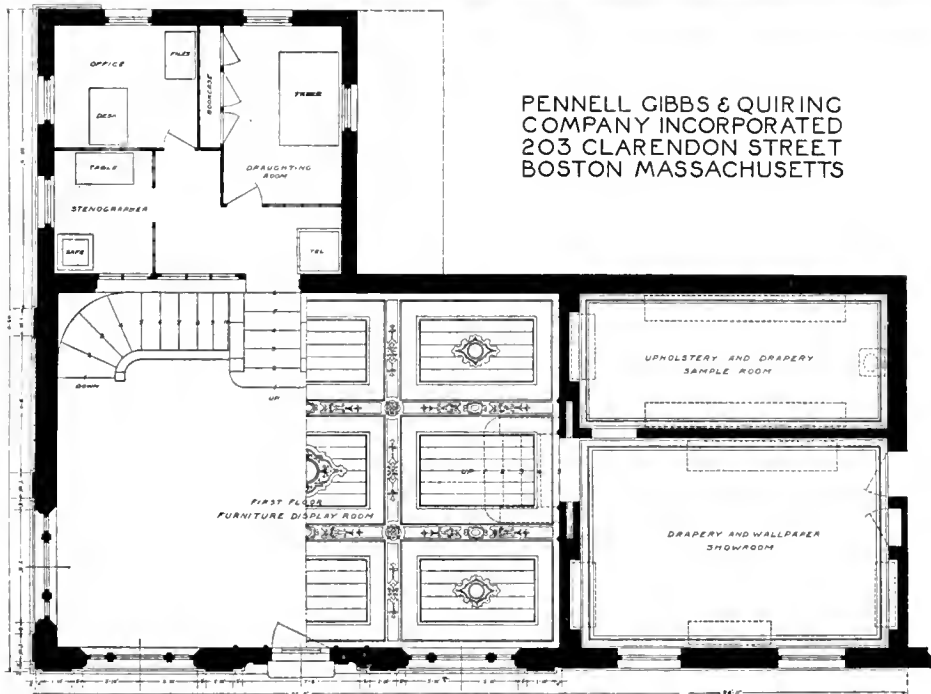 PENNELL GIBBS & QUIRING
COMPANY INCORPORATED
203 CLARENDON STREET
BOSTON MASSACHUSETTS
OFFICE
FILES
DESK
BOOKCASE
TABLE
DRAUGHTING
ROOM
TABLE
STENOGRAPHER
SAFE
TEL
DOWN
UP
UPHOLSTERY AND DRAPERY
SAMPLE ROOM
UP
FIRST FLOOR
FURNITURE DISPLAY ROOM
DRAPERY AND WALLPAPER
SHOWROOM